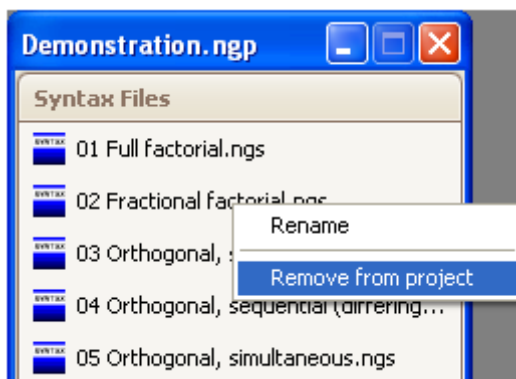 Demonstration.ngp
Syntax Files
01 Full factorial.ngs
02 Fractional factorial.ngs
Rename
03 Orthogonal,
Remove from project
04 Orthogonal, sequential (differing...
05 Orthogonal, simultaneous.ngs